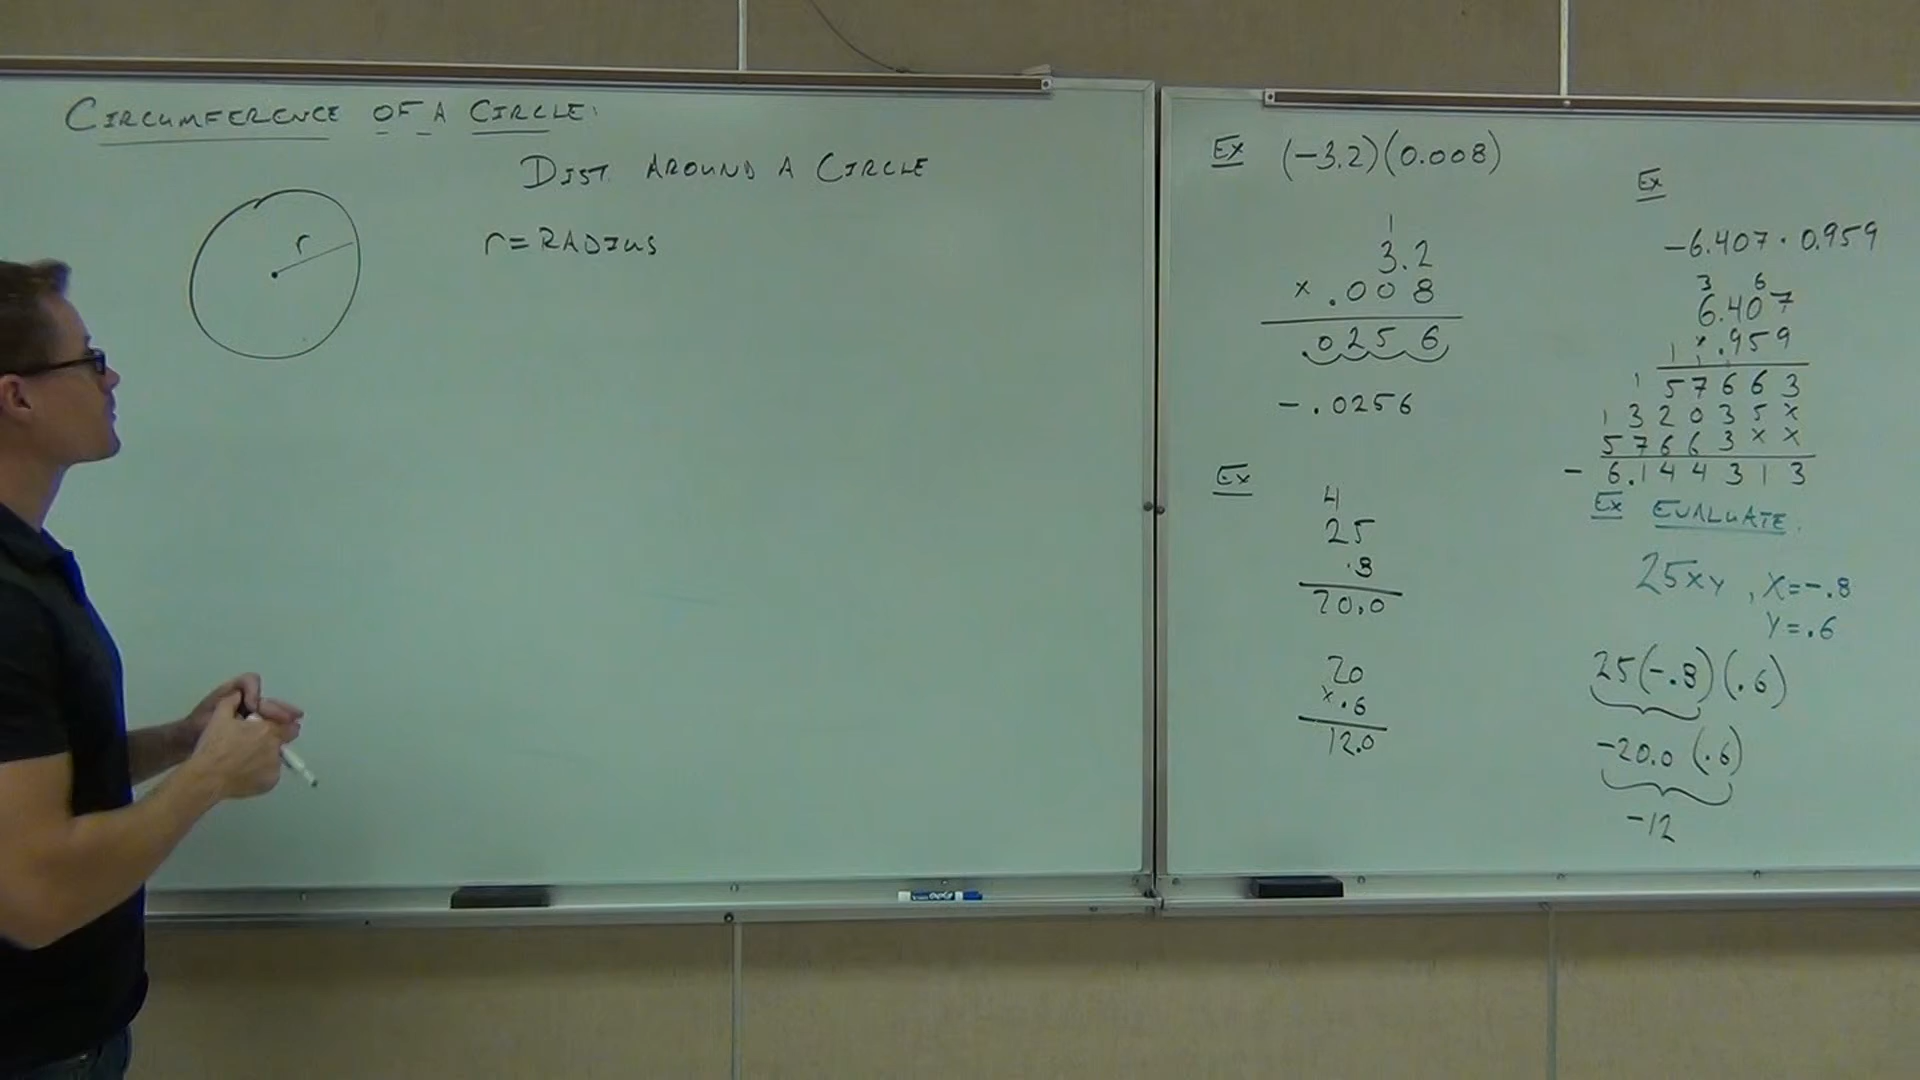 CIRCUMFERENCE OF A CIRCLE:
DIST. AROUND A CIRCLE
r
r = RADIUS
Ex (-3.2)(0.008)
1
3.2
x .008
.0256
-.0256
Ex
4
25
.8
20.0
20
x .6
12.0
Ex
-6.407 · 0.959
3 6
6.407
x .959
1 1 1
1 57663
1 32035x
57663xx
- 6.144313
Ex EVALUATE.
25xy, x=-.8
y=.6
25(-.8)(.6)
-20.0(.6)
-12